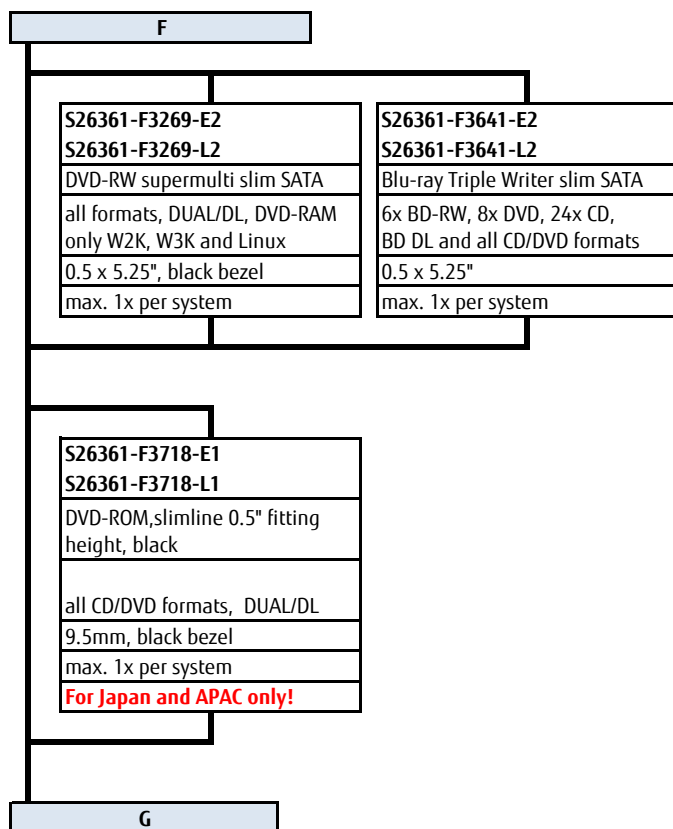 F
S26361-F3269-E2
S26361-F3269-L2
DVD-RW supermulti slim SATA
all formats, DUAL/DL, DVD-RAM
only W2K, W3K and Linux
0.5 x 5.25", black bezel
max. 1x per system
S26361-F3641-E2
S26361-F3641-L2
Blu-ray Triple Writer slim SATA
6x BD-RW, 8x DVD, 24x CD,
BD DL and all CD/DVD formats
0.5 x 5.25"
max. 1x per system
S26361-F3718-E1
S26361-F3718-L1
DVD-ROM,slimline 0.5" fitting
height, black
all CD/DVD formats,  DUAL/DL
9.5mm, black bezel
max. 1x per system
For Japan and APAC only!
G